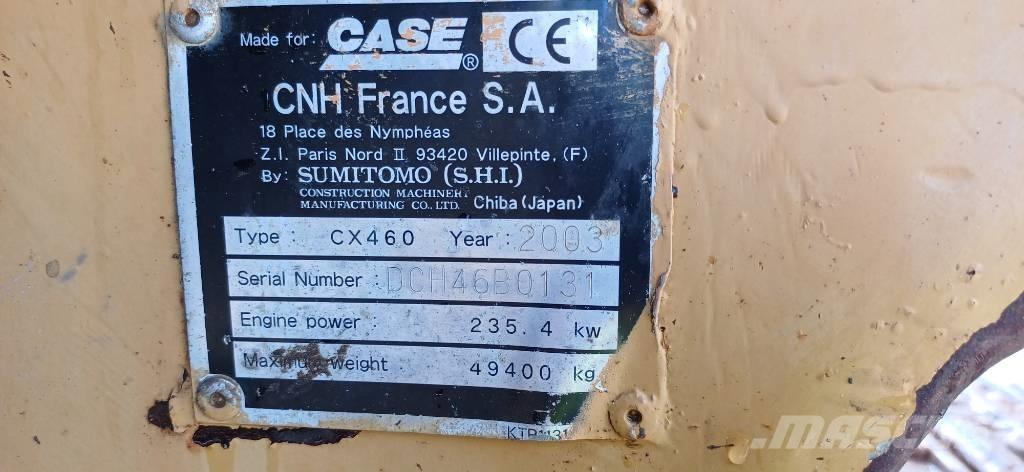 Made for: CASE ® CE
CNH France S.A.
18 Place des Nymphéas
Z.I. Paris Nord II 93420 Villepinte, (F)
By: SUMITOMO (S.H.I.)
CONSTRUCTION MACHINERY
MANUFACTURING CO., LTD. Chiba (Japan)
Type : CX460 Year : 2003
Serial Number : DCH46B0131
Engine power : 235.4 kw
Maximum weight 49400 kg